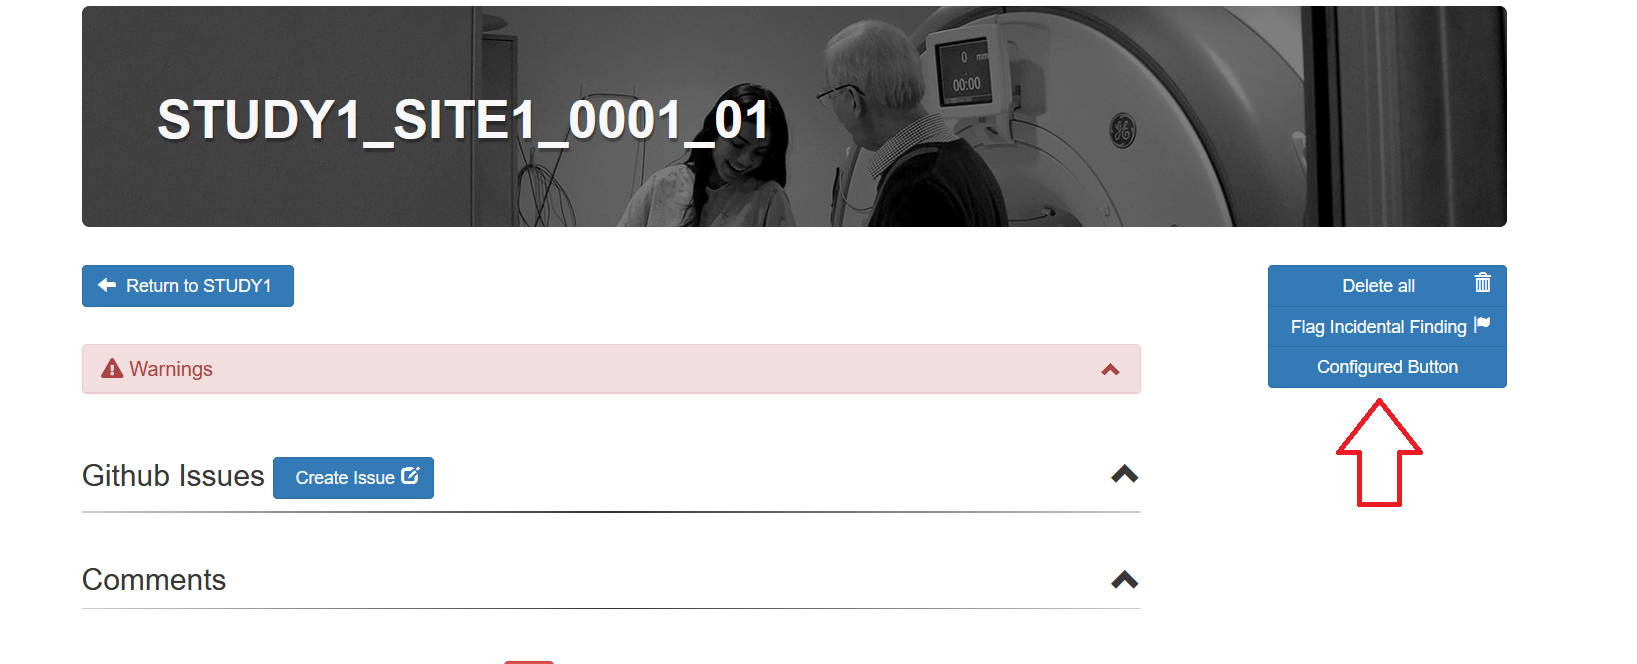 0 mm
00:00
STUDY1_SITE1_0001_01
GE
Return to STUDY1
Delete all
Flag Incidental Finding
Configured Button
Warnings
Github Issues Create Issue
Comments